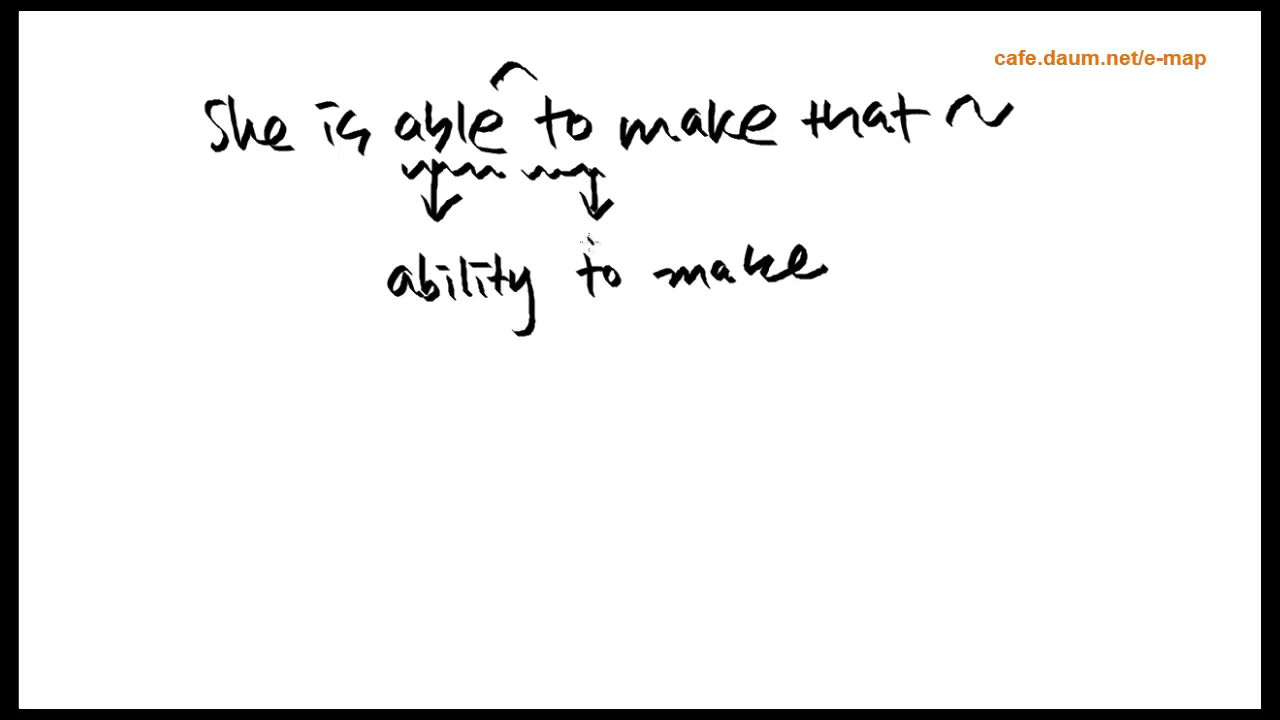 cafe.daum.net/e-map
She is able to make that ~
ability to make